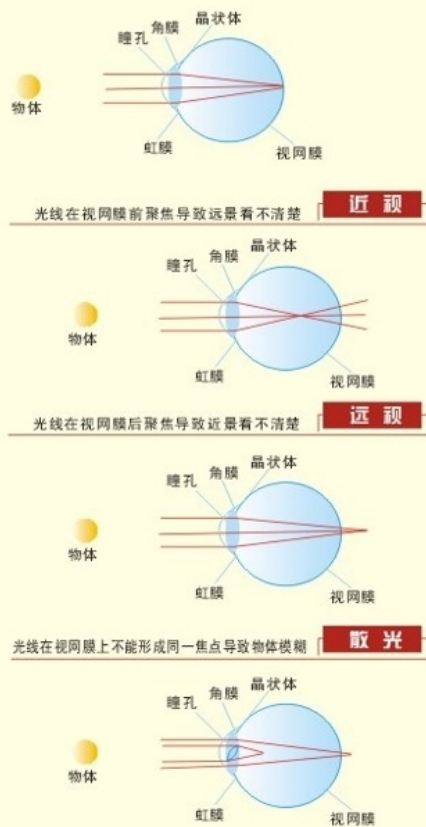 晶状体
角膜
瞳孔
物体
虹膜
视网膜
光线在视网膜前聚焦导致远景看不清楚 近视
晶状体
角膜
瞳孔
物体
虹膜
视网膜
光线在视网膜后聚焦导致近景看不清楚 远视
晶状体
角膜
瞳孔
物体
虹膜
视网膜
光线在视网膜上不能形成同一焦点导致物体模糊 散光
晶状体
角膜
瞳孔
物体
虹膜
视网膜